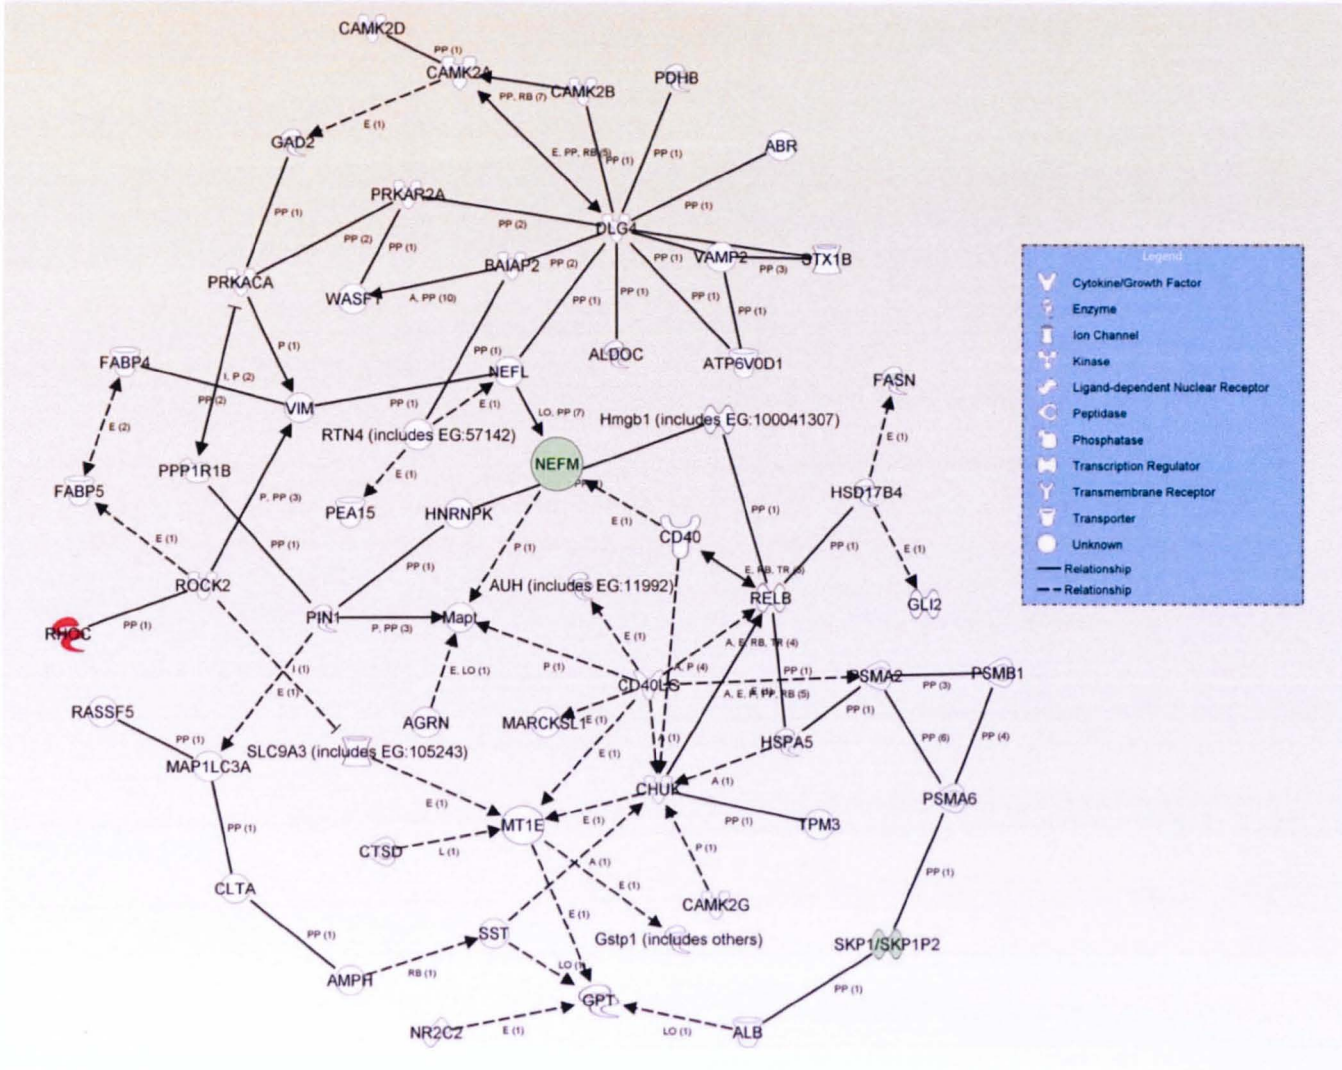 CAMK2D
PP (1)
CAMK2A
CAMK2B
PDHB
PP, RB (7)
E (1)
GAD2
E, PP, RB (5)
PP (1)
PP (1)
ABR
PRKAR2A
PP (1)
PP (1)
PP (2)
DLG4
PP (2)
PP (1)
BAIAP2
PP (2)
PP (1)
VAMP2
PP (3)
STX1B
PRKACA
WASF1
A, PP (10)
PP (1)
PP (1)
PP (1)
PP (1)
P (1)
PP (1)
ALDOC
ATP6V0D1
FABP4
I, P (2)
NEFL
FASN
PP (2)
VIM
PP (1)
E (1)
LO, PP (7)
Hmgb1 (includes EG:100041307)
E (2)
RTN4 (includes EG:57142)
E (1)
PPP1R1B
E (1)
NEFM
FABP5
P, PP (3)
PEA15
HNRNPK
HSD17B4
E (1)
PP (1)
E (1)
PP (1)
P (1)
CD40
PP (1)
E (1)
PP (1)
ROCK2
AUH (includes EG:11992)
E, RB, TR (5)
RELB
GLI2
RHOC
PP (1)
PIN1
P, PP (3)
Mapt
E (1)
A, E, RB, TR (4)
I (1)
E, LO (1)
P (1)
A, P (4)
PP (1)
PSMA2
PP (3)
PSMB1
E (1)
CD40LG
RASSF5
AGRN
MARCKSL1
E (1)
PP (1)
PP (1)
SLC9A3 (includes EG:105243)
E (1)
HSPA5
PP (6)
PP (4)
MAP1LC3A
A (1)
CHUK
PSMA6
E (1)
E (1)
PP (1)
TPM3
PP (1)
MT1E
CTSD
L (1)
A (1)
P (1)
PP (1)
CLTA
E (1)
CAMK2G
E (1)
PP (1)
SST
Gstp1 (includes others)
SKP1/SKP1P2
AMPH
RB (1)
GPT
PP (1)
NR2C2
E (1)
LO (1)
ALB
Legend
Cytokine/Growth Factor
Enzyme
Ion Channel
Kinase
Ligand-dependent Nuclear Receptor
Peptidase
Phosphatase
Transcription Regulator
Transmembrane Receptor
Transporter
Unknown
Relationship
Relationship